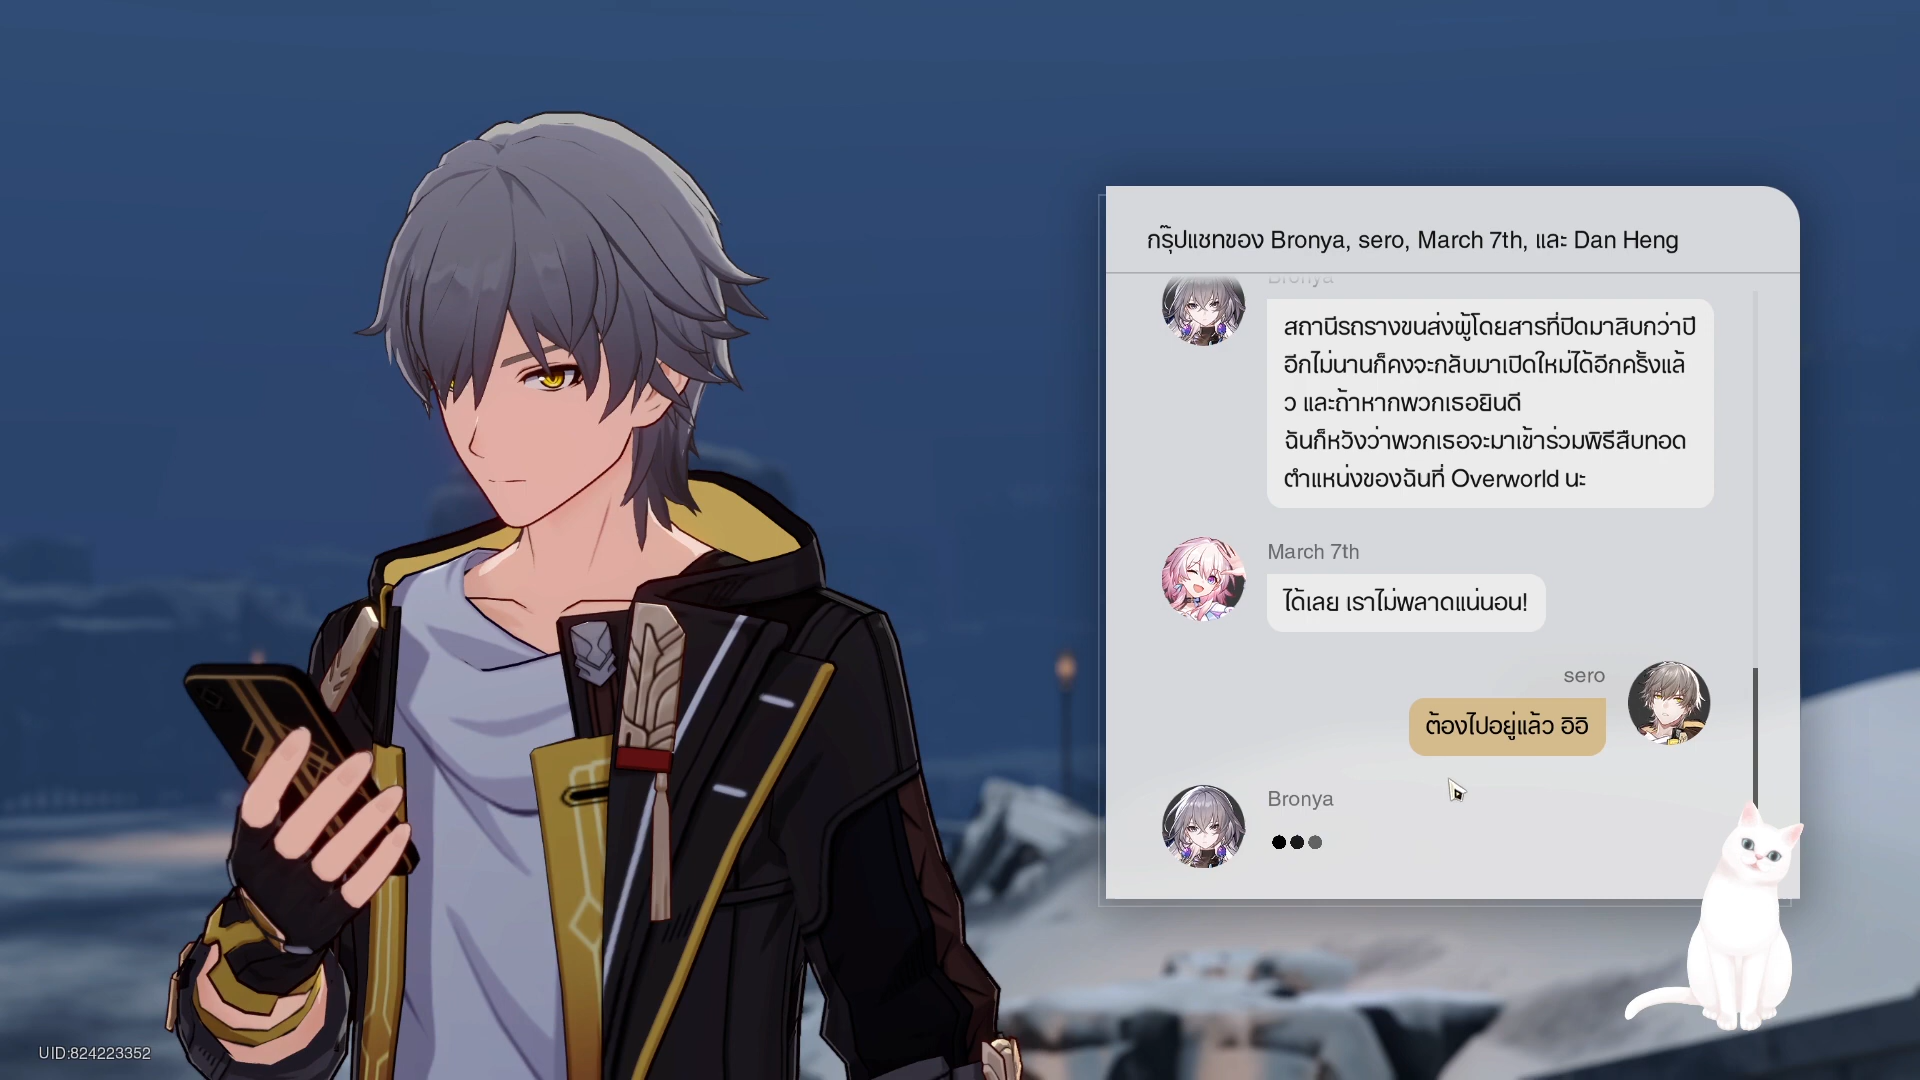 กรุ๊ปแชทของ Bronya, sero, March 7th, และ Dan Heng
Bronya
สถานีรถรางขนส่งผู้โดยสารที่ปิดมาสิบกว่าปี
อีกไม่นานก็คงจะกลับมาเปิดใหม่ได้อีกครั้งแล้
ว และถ้าหากพวกเธอยินดี
ฉันก็หวังว่าพวกเธอจะมาเข้าร่วมพิธีสืบทอด
ตำแหน่งของฉันที่ Overworld นะ
March 7th
ได้เลย เราไม่พลาดแน่นอน!
sero
ต้องไปอยู่แล้ว อิอิ
Bronya
UID:824223352